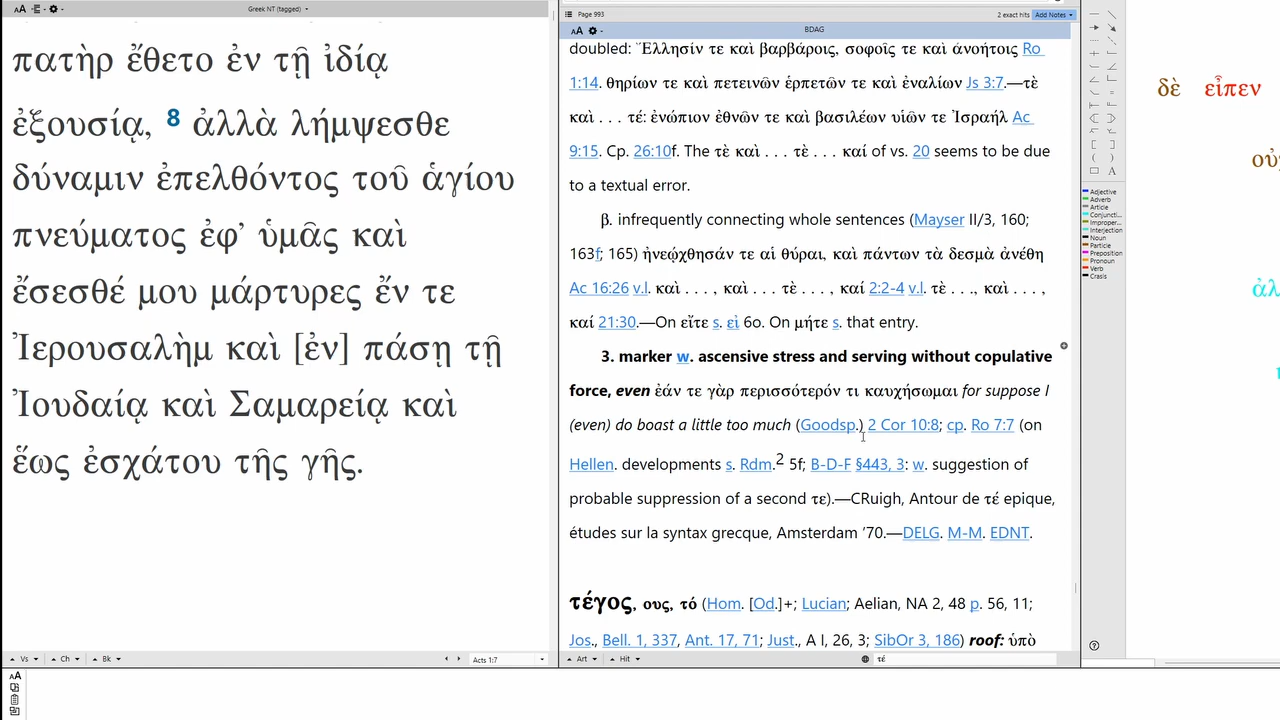 Greek NT (tagged)
πατὴρ ἔθετο ἐν τῇ ἰδίᾳ
ἐξουσίᾳ, 8 ἀλλὰ λήμψεσθε
δύναμιν ἐπελθόντος τοῦ ἁγίου
πνεύματος ἐφ’ ὑμᾶς καὶ
ἔσεσθέ μου μάρτυρες ἔν τε
Ἰερουσαλὴμ καὶ [ἐν] πάσῃ τῇ
Ἰουδαίᾳ καὶ Σαμαρείᾳ καὶ
ἕως ἐσχάτου τῆς γῆς.
Vs Ch Bk Acts 1:7
Page 993 2 exact hits Add Notes
BDAG
doubled: Ἕλλησίν τε καὶ βαρβάροις, σοφοῖς τε καὶ ἀνοήτοις Ro
1:14. θηρίων τε καὶ πετεινῶν ἑρπετῶν τε καὶ ἐναλίων Js 3:7.—τὲ
καὶ . . . τέ: ἐνώπιον ἐθνῶν τε καὶ βασιλέων υἱῶν τε Ἰσραήλ Ac
9:15. Cp. 26:10f. The τὲ καὶ . . . τὲ . . . καί of vs. 20 seems to be due
to a textual error.
β. infrequently connecting whole sentences (Mayser II/3, 160;
163f; 165) ἠνεῴχθησάν τε αἱ θύραι, καὶ πάντων τὰ δεσμὰ ἀνέθη
Ac 16:26 v.l. καὶ . . . , καὶ . . . τὲ . . . , καί 2:2-4 v.l. τὲ . . ., καὶ . . . ,
καί 21:30.—On εἴτε s. εἰ 6o. On μήτε s. that entry.
3. marker w. ascensive stress and serving without copulative
force, even ἐάν τε γὰρ περισσότερόν τι καυχήσωμαι for suppose I
(even) do boast a little too much (Goodsp.) 2 Cor 10:8; cp. Ro 7:7 (on
Hellen. developments s. Rdm.2 5f; B-D-F §443, 3: w. suggestion of
probable suppression of a second τε).—CRuigh, Antour de τέ epique,
études sur la syntax grecque, Amsterdam ’70.—DELG. M-M. EDNT.
τέγος, ους, τό (Hom. [Od.]+; Lucian; Aelian, NA 2, 48 p. 56, 11;
Jos., Bell. 1, 337, Ant. 17, 71; Just., A I, 26, 3; SibOr 3, 186) roof: ὑπὸ
Art Hit τέ
Adjective
Adverb
Article
Conjuncti...
Improper...
Interjection
Noun
Particle
Preposition
Pronoun
Verb
Crasis
δὲ εἶπεν